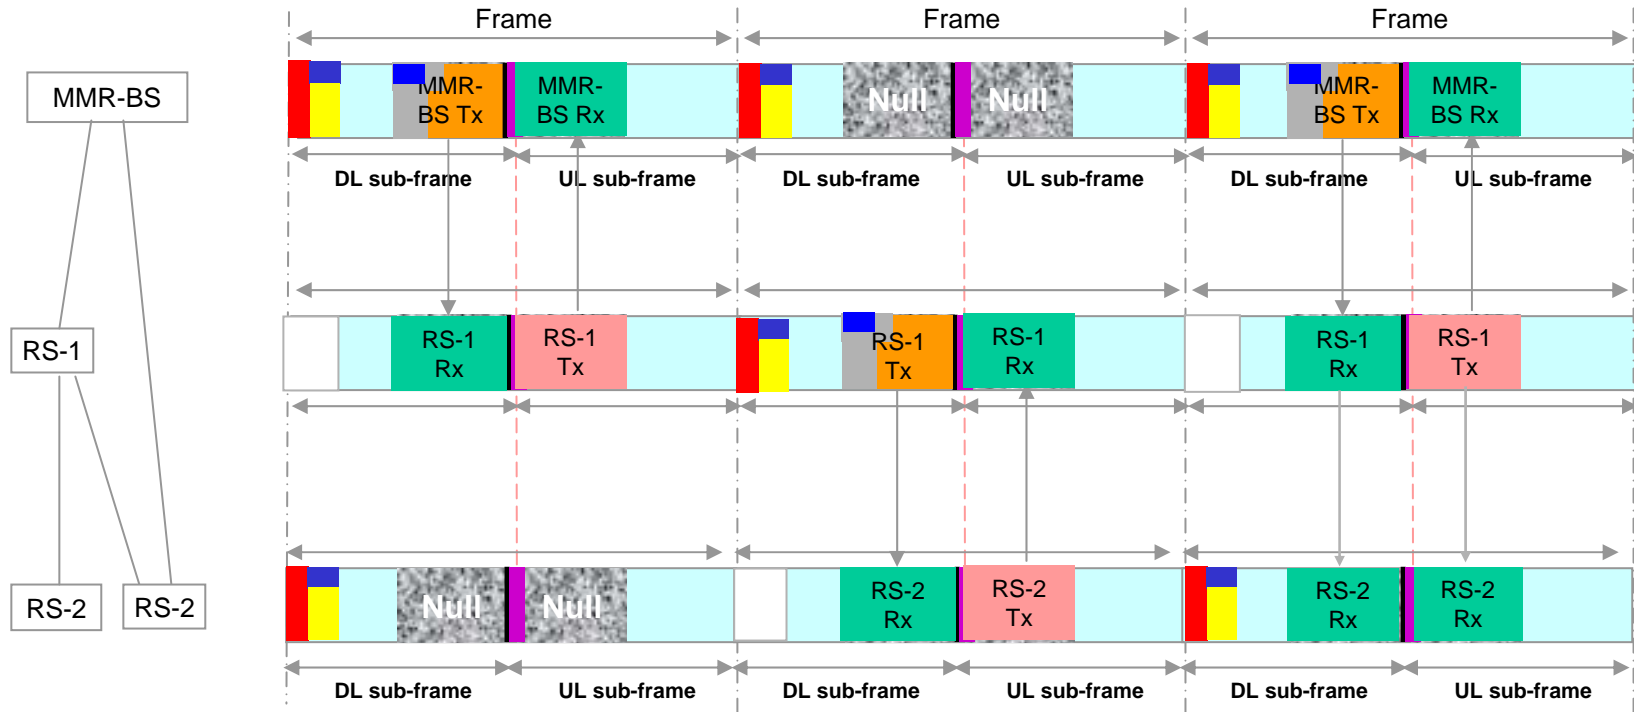 Frame
Frame
Frame
MMR-BS
MMR-
BS Tx
MMR-
BS Rx
Null
Null
MMR-
BS Tx
MMR-
BS Rx
DL sub-frame
UL sub-frame
DL sub-frame
UL sub-frame
DL sub-frame
UL sub-frame
RS-1
RS-1
Rx
RS-1
Tx
RS-1
Tx
RS-1
Rx
RS-1
Rx
RS-1
Tx
RS-2
RS-2
Null
Null
RS-2
Rx
RS-2
Tx
RS-2
Rx
RS-2
Rx
DL sub-frame
UL sub-frame
DL sub-frame
UL sub-frame
DL sub-frame
UL sub-frame